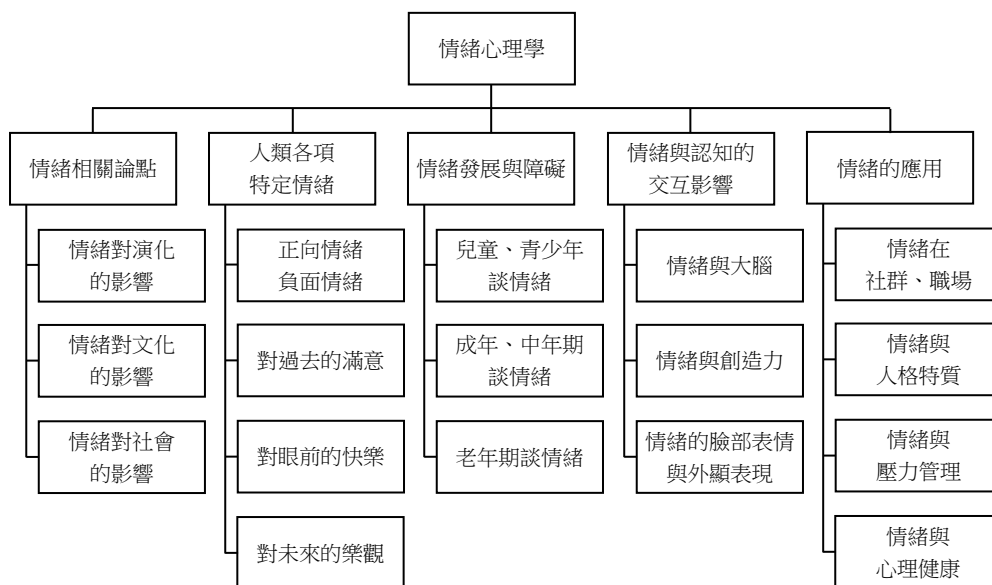 情緒心理學
情緒相關論點
情緒對演化
的影響
情緒對文化
的影響
情緒對社會
的影響
人類各項
特定情緒
正向情緒
負面情緒
對過去的滿意
對眼前的快樂
對未來的樂觀
情緒發展與障礙
兒童、青少年
談情緒
成年、中年期
談情緒
老年期談情緒
情緒與認知的
交互影響
情緒與大腦
情緒與創造力
情緒的臉部表情
與外顯表現
情緒的應用
情緒在
社群、職場
情緒與
人格特質
情緒與
壓力管理
情緒與
心理健康